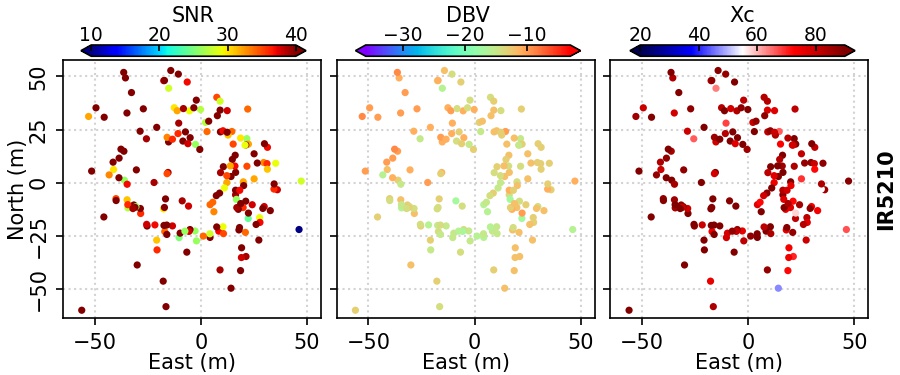 SNR
DBV
Xc
10 20 30 40
−30 −20 −10
20 40 60 80
50
25
0
−25
−50
North (m)
IR5210
−50 0 50
−50 0 50
−50 0 50
East (m)
East (m)
East (m)